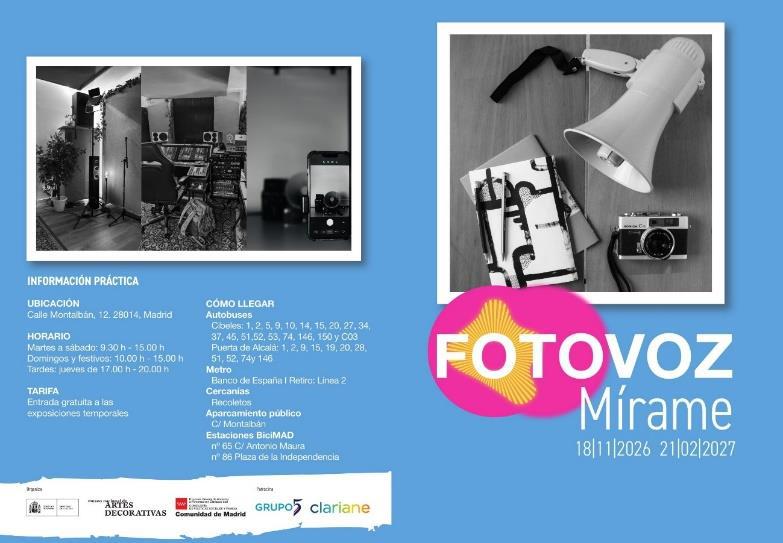 INFORMACIÓN PRÁCTICA
UBICACIÓN
Calle Montalbán, 12. 28014, Madrid
HORARIO
Martes a sábado: 9.30 h - 15.00 h
Domingos y festivos: 10.00 h - 15.00 h
Tardes: jueves de 17.00 h - 20.00 h
TARIFA
Entrada gratuita a las
exposiciones temporales
CÓMO LLEGAR
Autobuses
Cibeles: 1, 2, 5, 9, 10, 14, 15, 20, 27, 34,
37, 45, 51,52, 53, 74, 146, 150 y C03
Puerta de Alcalá: 1, 2, 9, 15, 19, 20, 28,
51, 52, 74y 146
Metro
Banco de España I Retiro: Línea 2
Cercanías
Recoletos
Aparcamiento público
C/ Montalbán
Estaciones BiciMAD
nº 65 C/ Antonio Maura
nº 86 Plaza de la Independencia
Organiza
ARTES
DECORATIVAS
Comunidad de Madrid
Patrocina
GRUPO5
clariane
FOTOVOZ
Mírame
18|11|2026 21|02|2027